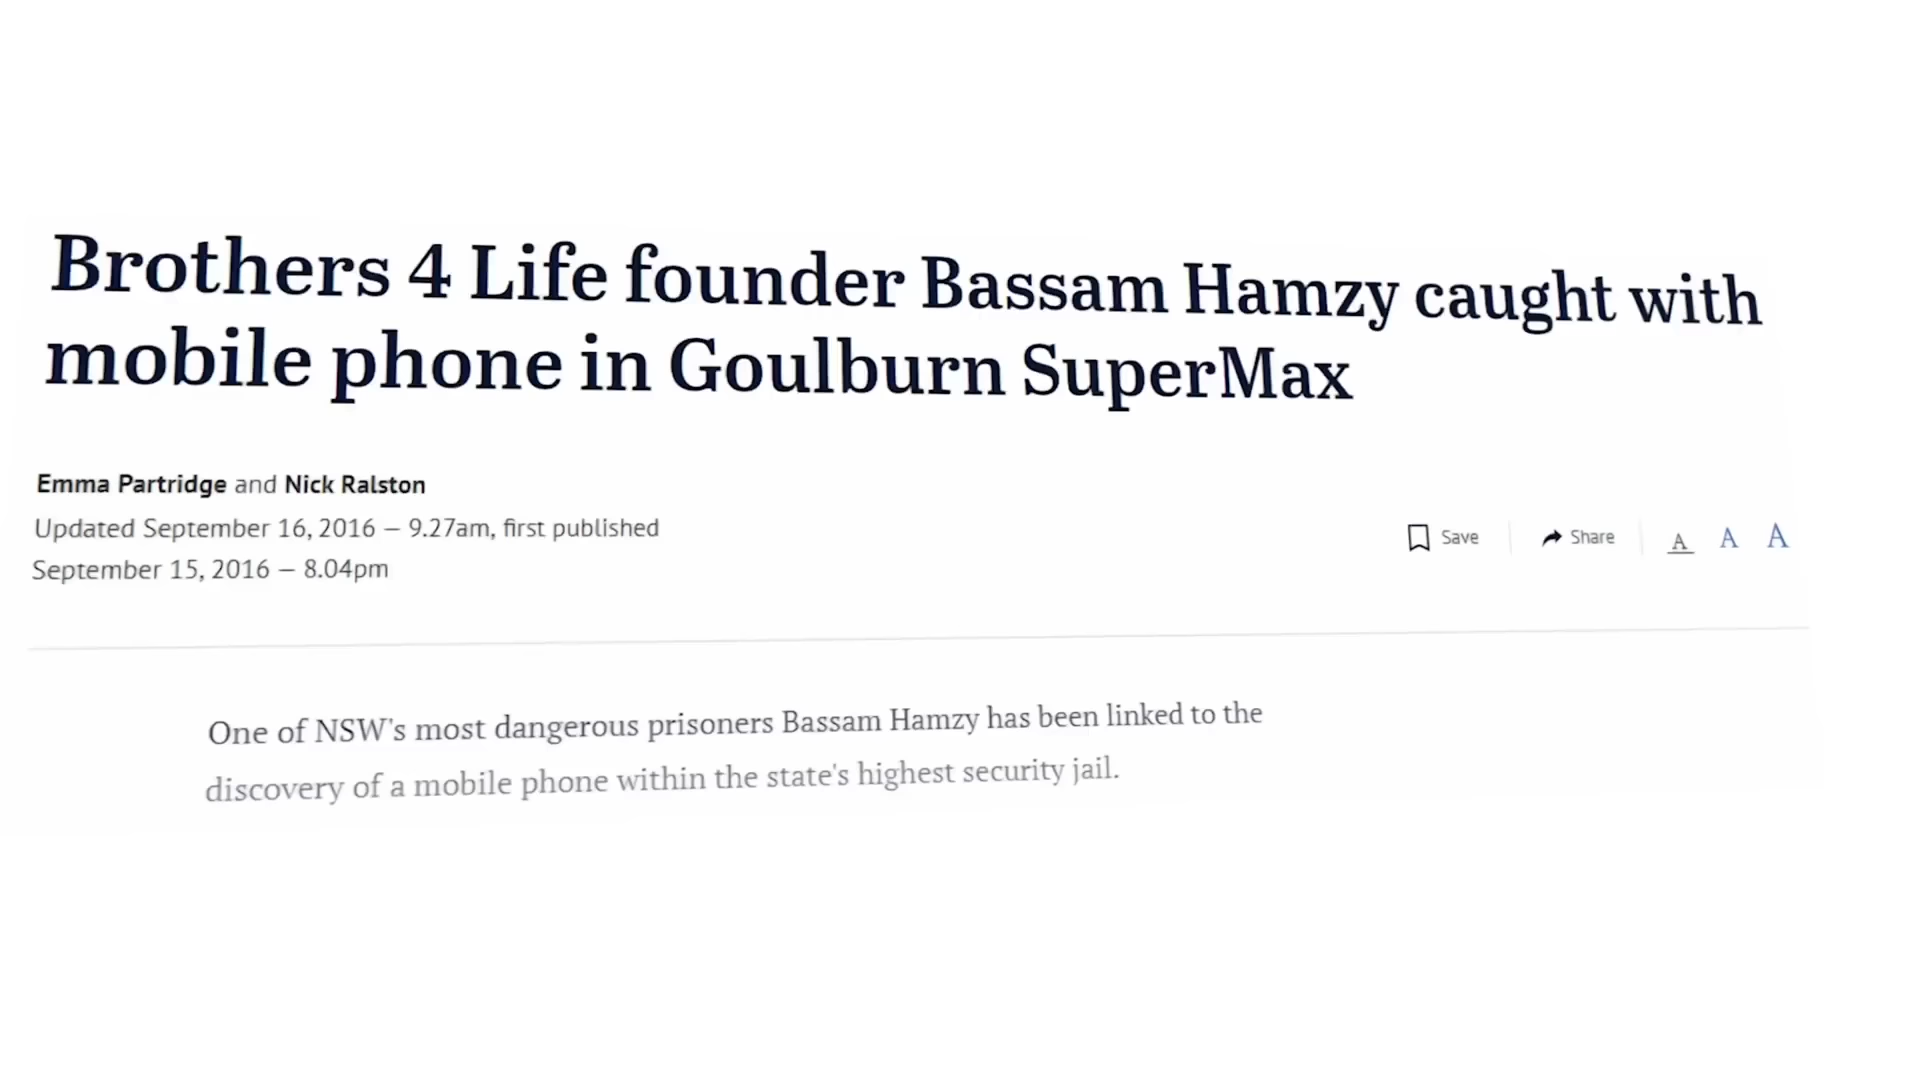 Brothers 4 Life founder Bassam Hamzy caught with
mobile phone in Goulburn SuperMax
Emma Partridge and Nick Ralston
Updated September 16, 2016 – 9.27am, first published
September 15, 2016 – 8.04pm
Save
Share
A
A
A
One of NSW's most dangerous prisoners Bassam Hamzy has been linked to the
discovery of a mobile phone within the state's highest security jail.